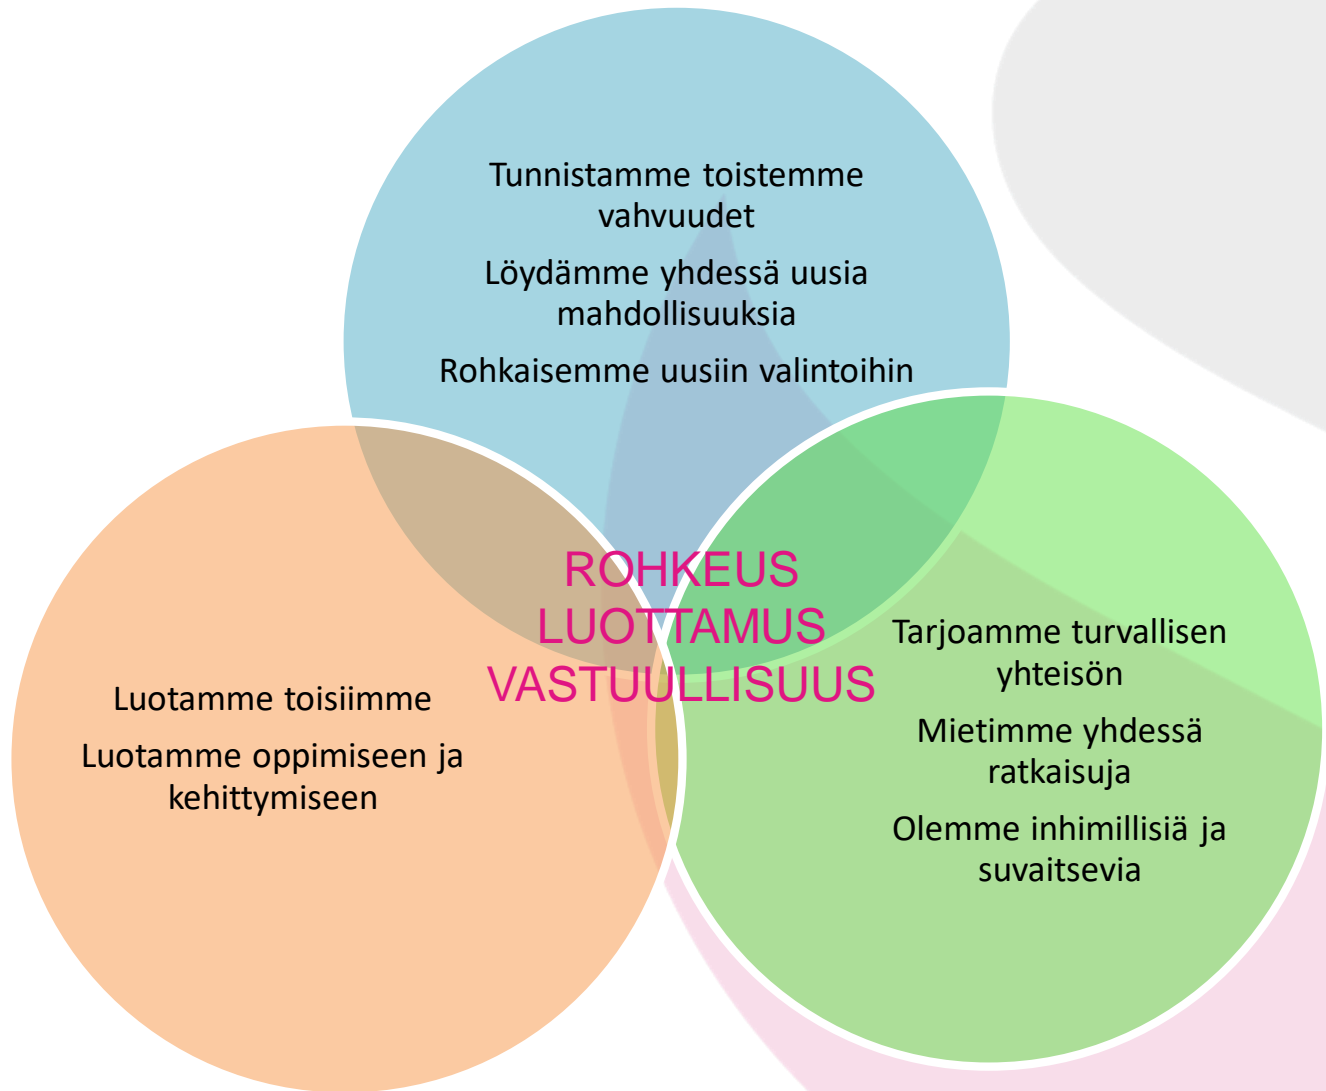 Tunnistamme toistemme
vahvuudet
Löydämme yhdessä uusia
mahdollisuuksia
Rohkaisemme uusiin valintoihin
ROHKEUS
LUOTTAMUS
VASTUULLISUUS
Luotamme toisiimme
Luotamme oppimiseen ja
kehittymiseen
Tarjoamme turvallisen
yhteisön
Mietimme yhdessä
ratkaisuja
Olemme inhimillisiä ja
suvaitsevia